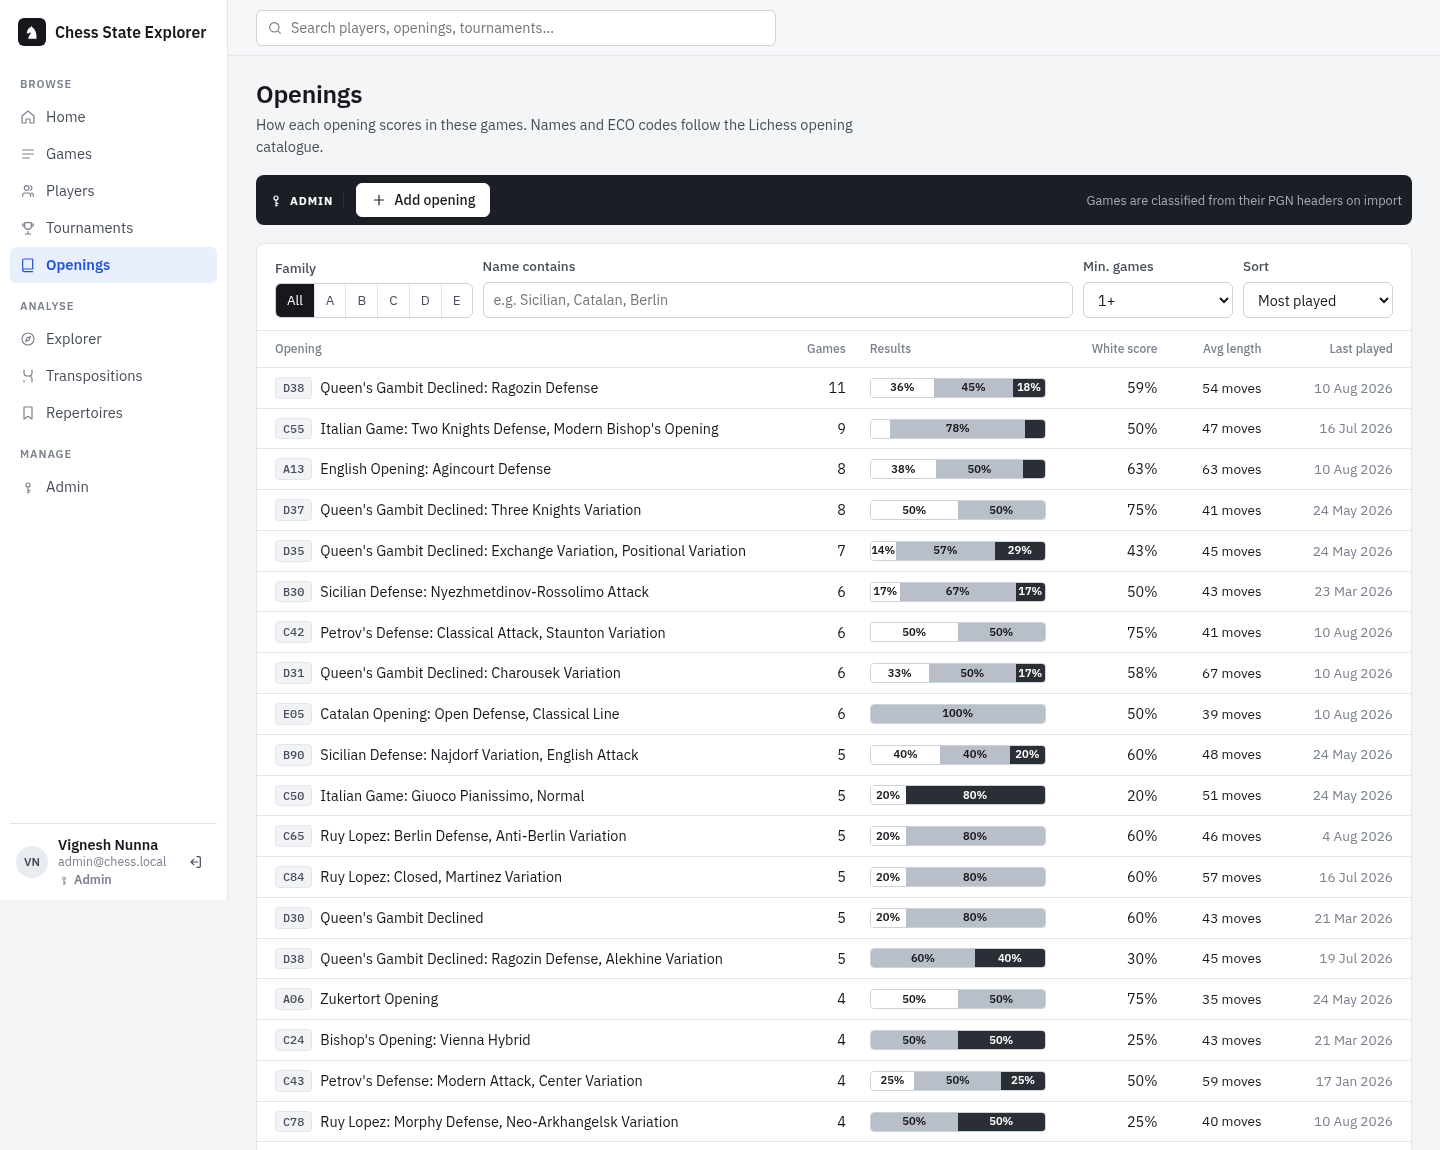 Chess State Explorer
Search players, openings, tournaments...
BROWSE
Home
Games
Players
Tournaments
Openings
ANALYSE
Explorer
Transpositions
Repertoires
MANAGE
Admin
VN
Vignesh Nunna
admin@chess.local
Admin
Openings
How each opening scores in these games. Names and ECO codes follow the Lichess opening
catalogue.
ADMIN
Add opening
Games are classified from their PGN headers on import
Family
Name contains
Min. games
Sort
All A B C D E
e.g. Sicilian, Catalan, Berlin
1+
Most played
Opening Games Results White score Avg length Last played
D38 Queen's Gambit Declined: Ragozin Defense 11 36% 45% 18% 59% 54 moves 10 Aug 2026
C55 Italian Game: Two Knights Defense, Modern Bishop's Opening 9 78% 50% 47 moves 16 Jul 2026
A13 English Opening: Agincourt Defense 8 38% 50% 63% 63 moves 10 Aug 2026
D37 Queen's Gambit Declined: Three Knights Variation 8 50% 50% 75% 41 moves 24 May 2026
D35 Queen's Gambit Declined: Exchange Variation, Positional Variation 7 14% 57% 29% 43% 45 moves 24 May 2026
B30 Sicilian Defense: Nyezhmetdinov-Rossolimo Attack 6 17% 67% 17% 50% 43 moves 23 Mar 2026
C42 Petrov's Defense: Classical Attack, Staunton Variation 6 50% 50% 75% 41 moves 10 Aug 2026
D31 Queen's Gambit Declined: Charousek Variation 6 33% 50% 17% 58% 67 moves 10 Aug 2026
E05 Catalan Opening: Open Defense, Classical Line 6 100% 50% 39 moves 10 Aug 2026
B90 Sicilian Defense: Najdorf Variation, English Attack 5 40% 40% 20% 60% 48 moves 24 May 2026
C50 Italian Game: Giuoco Pianissimo, Normal 5 20% 80% 20% 51 moves 24 May 2026
C65 Ruy Lopez: Berlin Defense, Anti-Berlin Variation 5 20% 80% 60% 46 moves 4 Aug 2026
C84 Ruy Lopez: Closed, Martinez Variation 5 20% 80% 60% 57 moves 16 Jul 2026
D30 Queen's Gambit Declined 5 20% 80% 60% 43 moves 21 Mar 2026
D38 Queen's Gambit Declined: Ragozin Defense, Alekhine Variation 5 60% 40% 30% 45 moves 19 Jul 2026
A06 Zukertort Opening 4 50% 50% 75% 35 moves 24 May 2026
C24 Bishop's Opening: Vienna Hybrid 4 50% 50% 25% 43 moves 21 Mar 2026
C43 Petrov's Defense: Modern Attack, Center Variation 4 25% 50% 25% 50% 59 moves 17 Jan 2026
C78 Ruy Lopez: Morphy Defense, Neo-Arkhangelsk Variation 4 50% 50% 25% 40 moves 10 Aug 2026